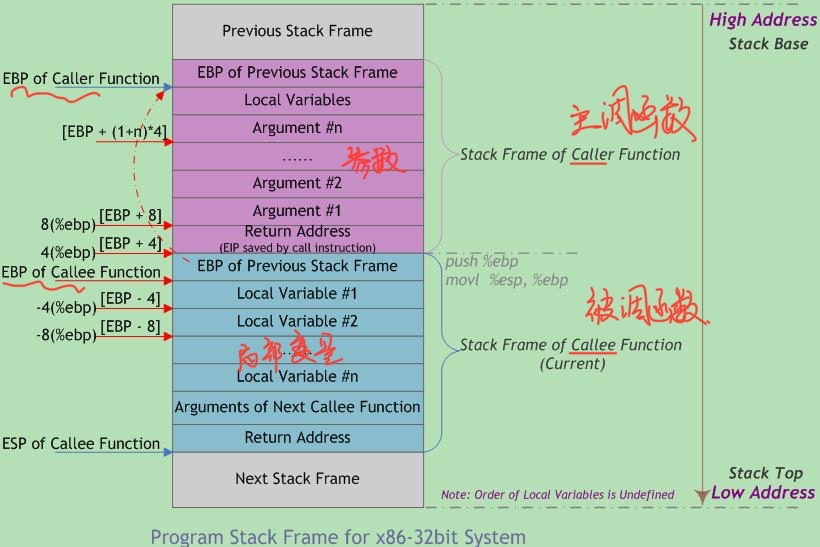 High Address
Stack Base
Previous Stack Frame
EBP of Previous Stack Frame
EBP of Caller Function
Local Variables
主调函数
[EBP + (1+n)*4]
Argument #n
......
参数
Stack Frame of Caller Function
Argument #2
Argument #1
8(%ebp)
[EBP + 8]
Return Address
(EIP saved by call instruction)
4(%ebp)
[EBP + 4]
push %ebp
movl %esp, %ebp
EBP of Previous Stack Frame
EBP of Callee Function
Local Variable #1
-4(%ebp)
[EBP - 4]
被调函数
Local Variable #2
-8(%ebp)
[EBP - 8]
局部变量
......
Stack Frame of Callee Function
(Current)
Local Variable #n
Arguments of Next Callee Function
Return Address
ESP of Callee Function
Next Stack Frame
Stack Top
Low Address
Note: Order of Local Variables is Undefined
Program Stack Frame for x86-32bit System